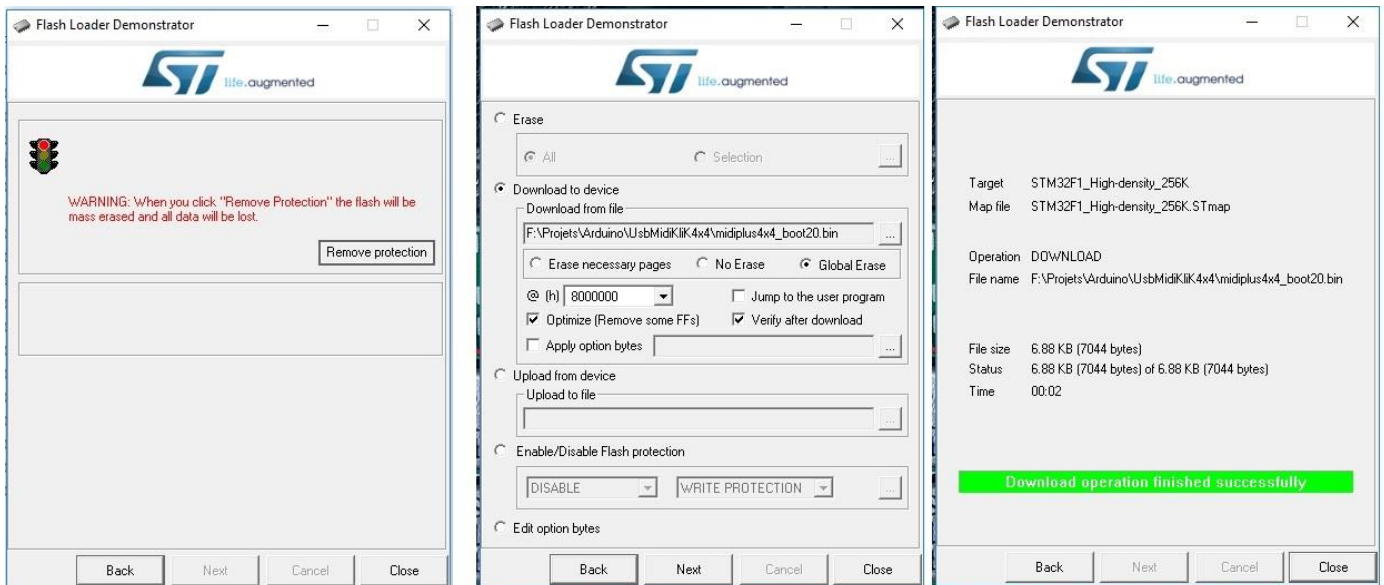 Flash Loader Demonstrator
ST life.augmented
WARNING: When you click "Remove Protection" the flash will be
mass erased and all data will be lost.
Remove protection
Back Next Cancel Close
Flash Loader Demonstrator
ST life.augmented
Erase
All Selection ...
Download to device
Download from file
F:\Projets\Arduino\UsbMidiKliK4x4\midiplus4x4_boot20.bin ...
Erase necessary pages No Erase Global Erase
@ (h) 8000000 Jump to the user program
Optimize (Remove some FFs) Verify after download
Apply option bytes ...
Upload from device
Upload to file
...
Enable/Disable Flash protection
DISABLE WRITE PROTECTION ...
Edit option bytes
Back Next Cancel Close
Flash Loader Demonstrator
ST life.augmented
Target STM32F1_High-density_256K
Map file STM32F1_High-density_256K.STmap
Operation DOWNLOAD
File name F:\Projets\Arduino\UsbMidiKliK4x4\midiplus4x4_boot20.bin
File size 6.88 KB (7044 bytes)
Status 6.88 KB (7044 bytes) of 6.88 KB (7044 bytes)
Time 00:02
Download operation finished successfully
Back Next Cancel Close